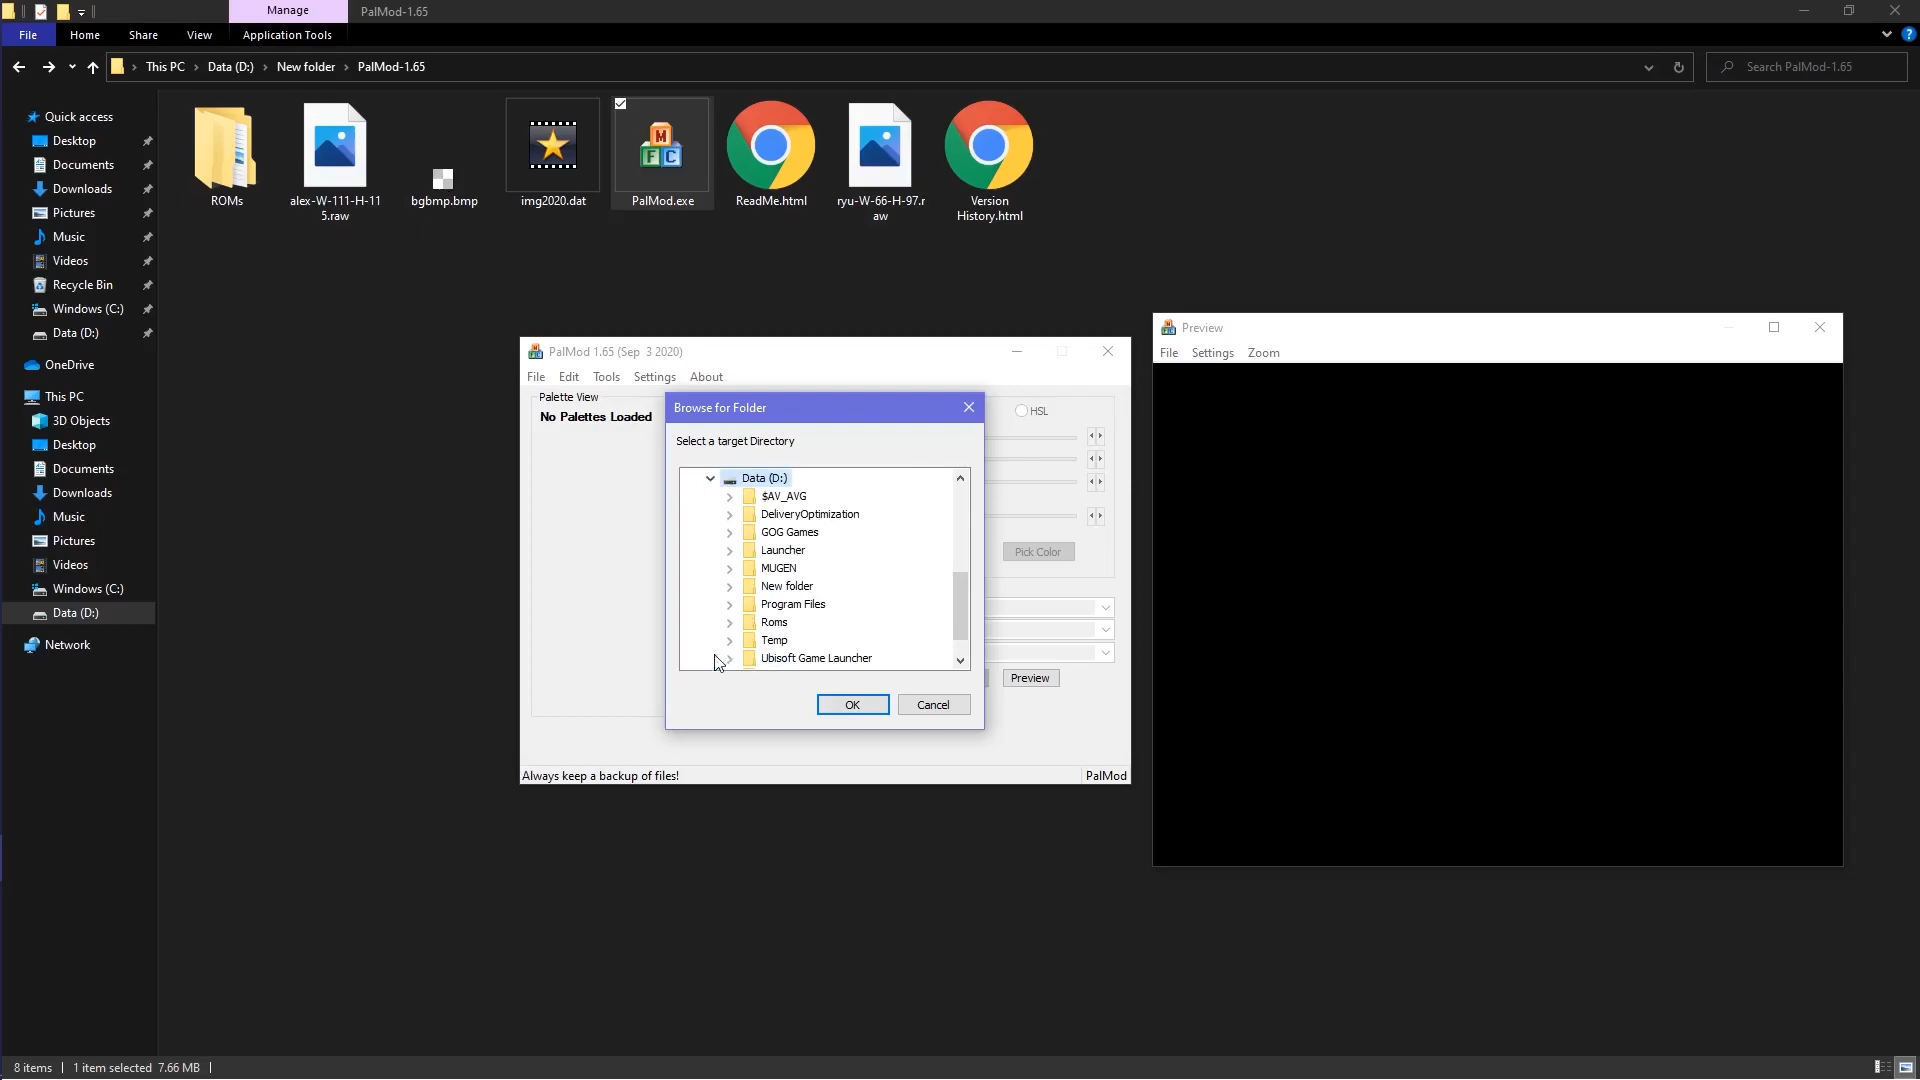 Manage
PalMod-1.65
File
Home
Share
View
Application Tools
This PC
Data (D:)
New folder
PalMod-1.65
Search PalMod-1.65
Quick access
Desktop
Documents
Downloads
Pictures
Music
Videos
Recycle Bin
Windows (C:)
Data (D:)
OneDrive
This PC
3D Objects
Desktop
Documents
Downloads
Music
Pictures
Videos
Windows (C:)
Data (D:)
Network
ROMs
alex-W-111-H-11
5.raw
bgbmp.bmp
img2020.dat
M
F C
PalMod.exe
ReadMe.html
ryu-W-66-H-97.r
aw
Version
History.html
PalMod 1.65 (Sep 3 2020)
File
Edit
Tools
Settings
About
Palette View
No Palettes Loaded
HSL
Pick Color
Preview
Always keep a backup of files!
PalMod
Browse for Folder
Select a target Directory
Data (D:)
$AV_AVG
DeliveryOptimization
GOG Games
Launcher
MUGEN
New folder
Program Files
Roms
Temp
Ubisoft Game Launcher
OK
Cancel
Preview
File
Settings
Zoom
8 items
1 item selected 7.66 MB